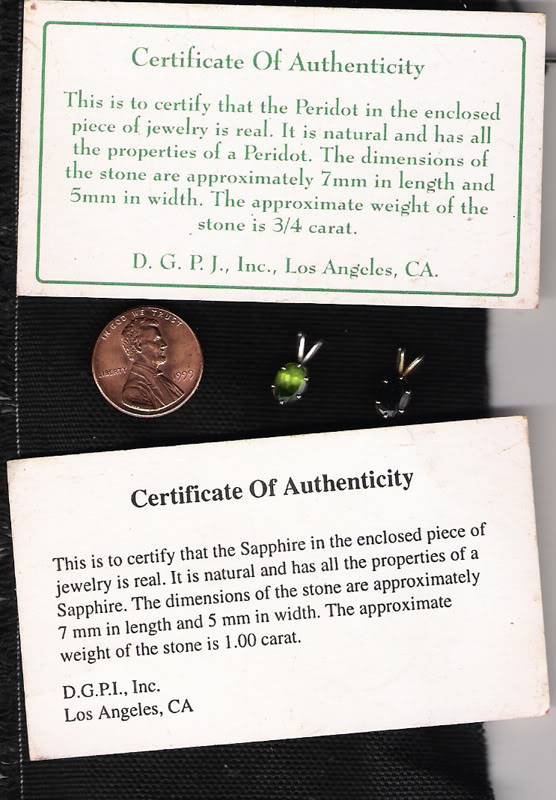 Certificate Of Authenticity
This is to certify that the Peridot in the enclosed
piece of jewelry is real. It is natural and has all
the properties of a Peridot. The dimensions of
the stone are approximately 7mm in length and
5mm in width. The approximate weight of the
stone is 3/4 carat.
D. G. P. J., Inc., Los Angeles, CA.
IN GOD WE TRUST
LIBERTY
1999
Certificate Of Authenticity
This is to certify that the Sapphire in the enclosed piece of
jewelry is real. It is natural and has all the properties of a
Sapphire. The dimensions of the stone are approximately
7 mm in length and 5 mm in width. The approximate
weight of the stone is 1.00 carat.
D.G.P.I., Inc.
Los Angeles, CA